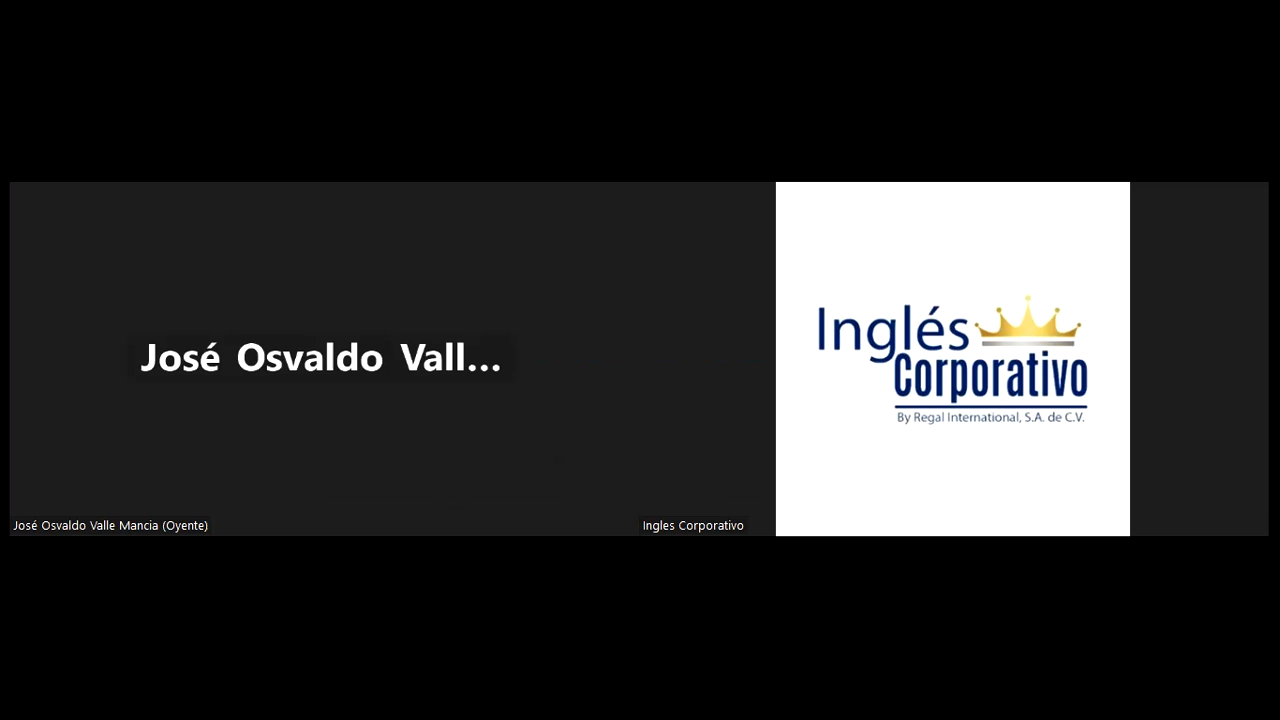 José Osvaldo Vall...
José Osvaldo Valle Mancia (Oyente)
Inglés
Corporativo
By Regal International, S.A. de C.V.
Ingles Corporativo